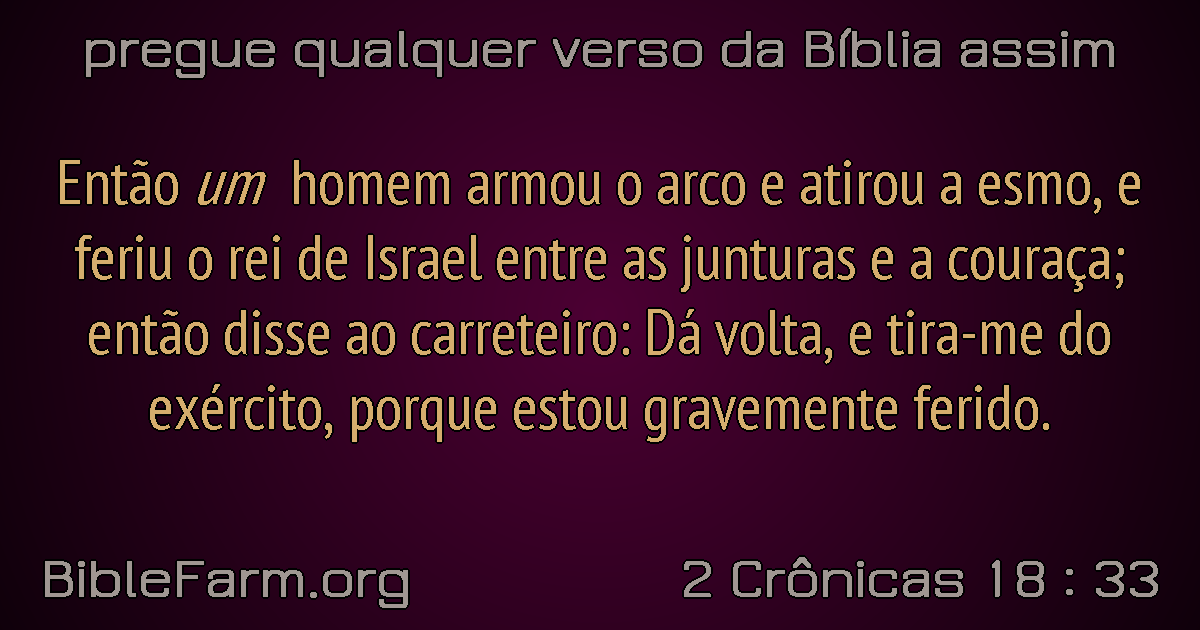 pregue qualquer verso da Bíblia assim
Então um homem armou o arco e atirou a esmo, e
feriu o rei de Israel entre as junturas e a couraça;
então disse ao carreteiro: Dá volta, e tira-me do
exército, porque estou gravemente ferido.
BibleFarm.org
2 Crônicas 18 : 33